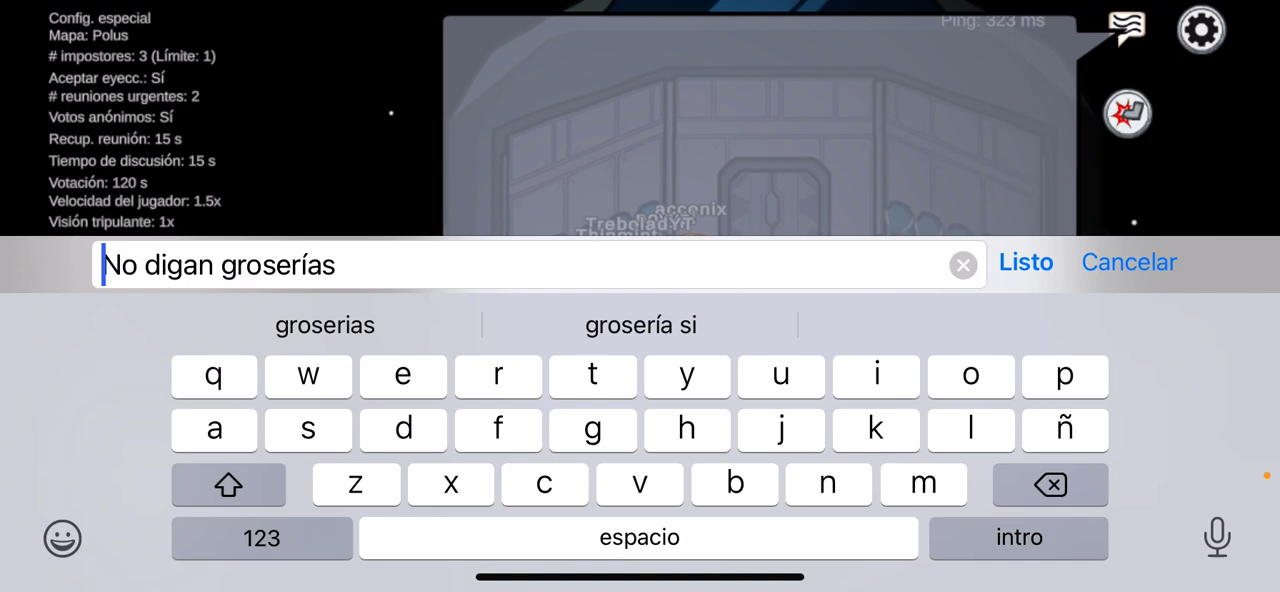 Config. especial
Mapa: Polus
# impostores: 3 (Límite: 1)
Aceptar eyecc.: Sí
# reuniones urgentes: 2
Votos anónimos: Sí
Recup. reunión: 15 s
Tiempo de discusión: 15 s
Votación: 120 s
Velocidad del jugador: 1.5x
Visión tripulante: 1x
Ping: 323 ms
acconix
TreboladYT
No digan groserías
Listo
Cancelar
groserias
grosería si
q w e r t y u i o p
a s d f g h j k l ñ
z x c v b n m
123
espacio
intro